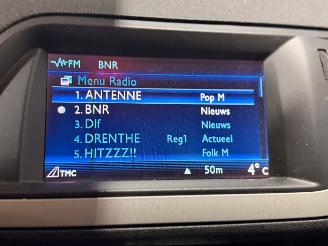 FM BNR
Menu Radio
1. ANTENNE Pop M
2. BNR Nieuws
3. Dlf Nieuws
4. DRENTHE Reg1 Actueel
5. HITZZZ!! Folk M
TMC 50m 4°C